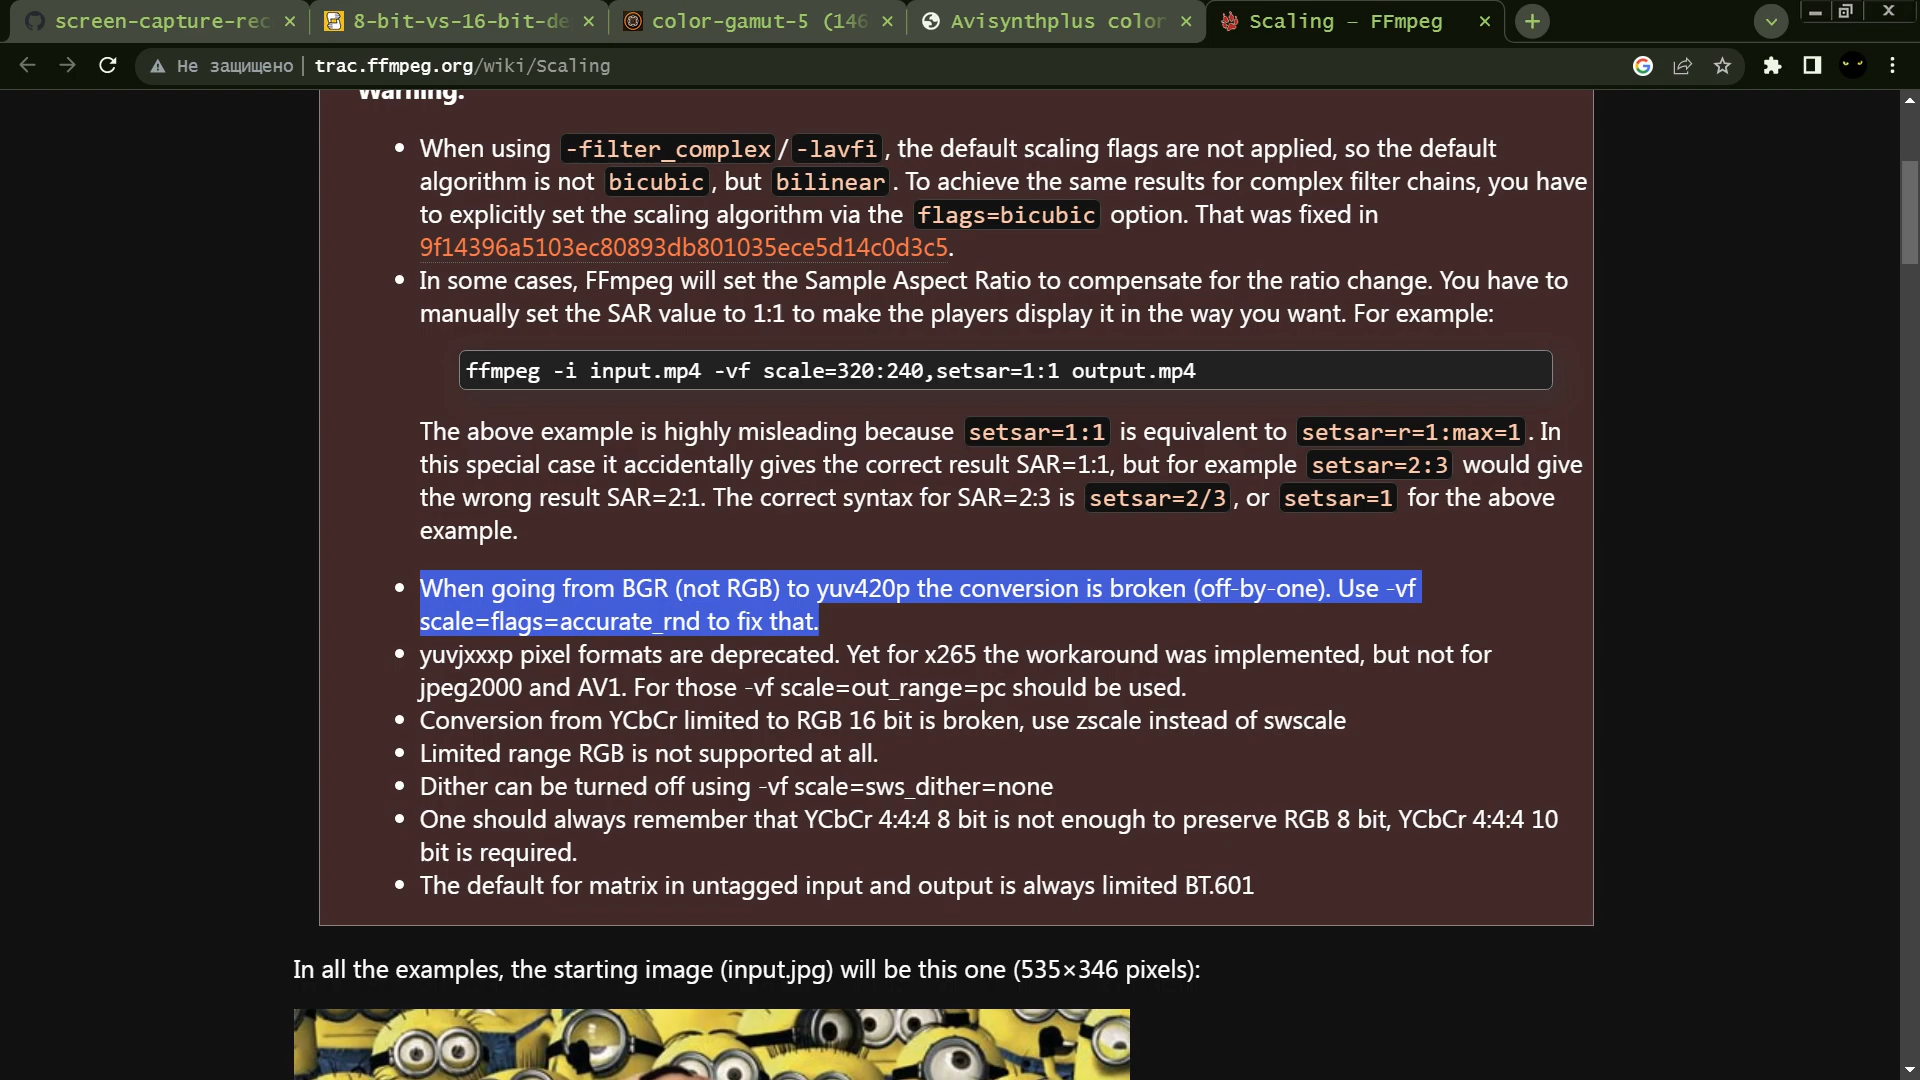 screen-capture-rec
8-bit-vs-16-bit-de
color-gamut-5 (146
Avisynthplus color
Scaling – FFmpeg
Не защищено
trac.ffmpeg.org/wiki/Scaling
Warning:
When using -filter_complex/-lavfi, the default scaling flags are not applied, so the default
algorithm is not bicubic, but bilinear. To achieve the same results for complex filter chains, you have
to explicitly set the scaling algorithm via the flags=bicubic option. That was fixed in
9f14396a5103ec80893db801035ece5d14c0d3c5.
In some cases, FFmpeg will set the Sample Aspect Ratio to compensate for the ratio change. You have to
manually set the SAR value to 1:1 to make the players display it in the way you want. For example:
ffmpeg -i input.mp4 -vf scale=320:240,setsar=1:1 output.mp4
The above example is highly misleading because setsar=1:1 is equivalent to setsar=r=1:max=1. In
this special case it accidentally gives the correct result SAR=1:1, but for example setsar=2:3 would give
the wrong result SAR=2:1. The correct syntax for SAR=2:3 is setsar=2/3, or setsar=1 for the above
example.
When going from BGR (not RGB) to yuv420p the conversion is broken (off-by-one). Use -vf
scale=flags=accurate_rnd to fix that.
yuvjxxxp pixel formats are deprecated. Yet for x265 the workaround was implemented, but not for
jpeg2000 and AV1. For those -vf scale=out_range=pc should be used.
Conversion from YCbCr limited to RGB 16 bit is broken, use zscale instead of swscale
Limited range RGB is not supported at all.
Dither can be turned off using -vf scale=sws_dither=none
One should always remember that YCbCr 4:4:4 8 bit is not enough to preserve RGB 8 bit, YCbCr 4:4:4 10
bit is required.
The default for matrix in untagged input and output is always limited BT.601
In all the examples, the starting image (input.jpg) will be this one (535×346 pixels):